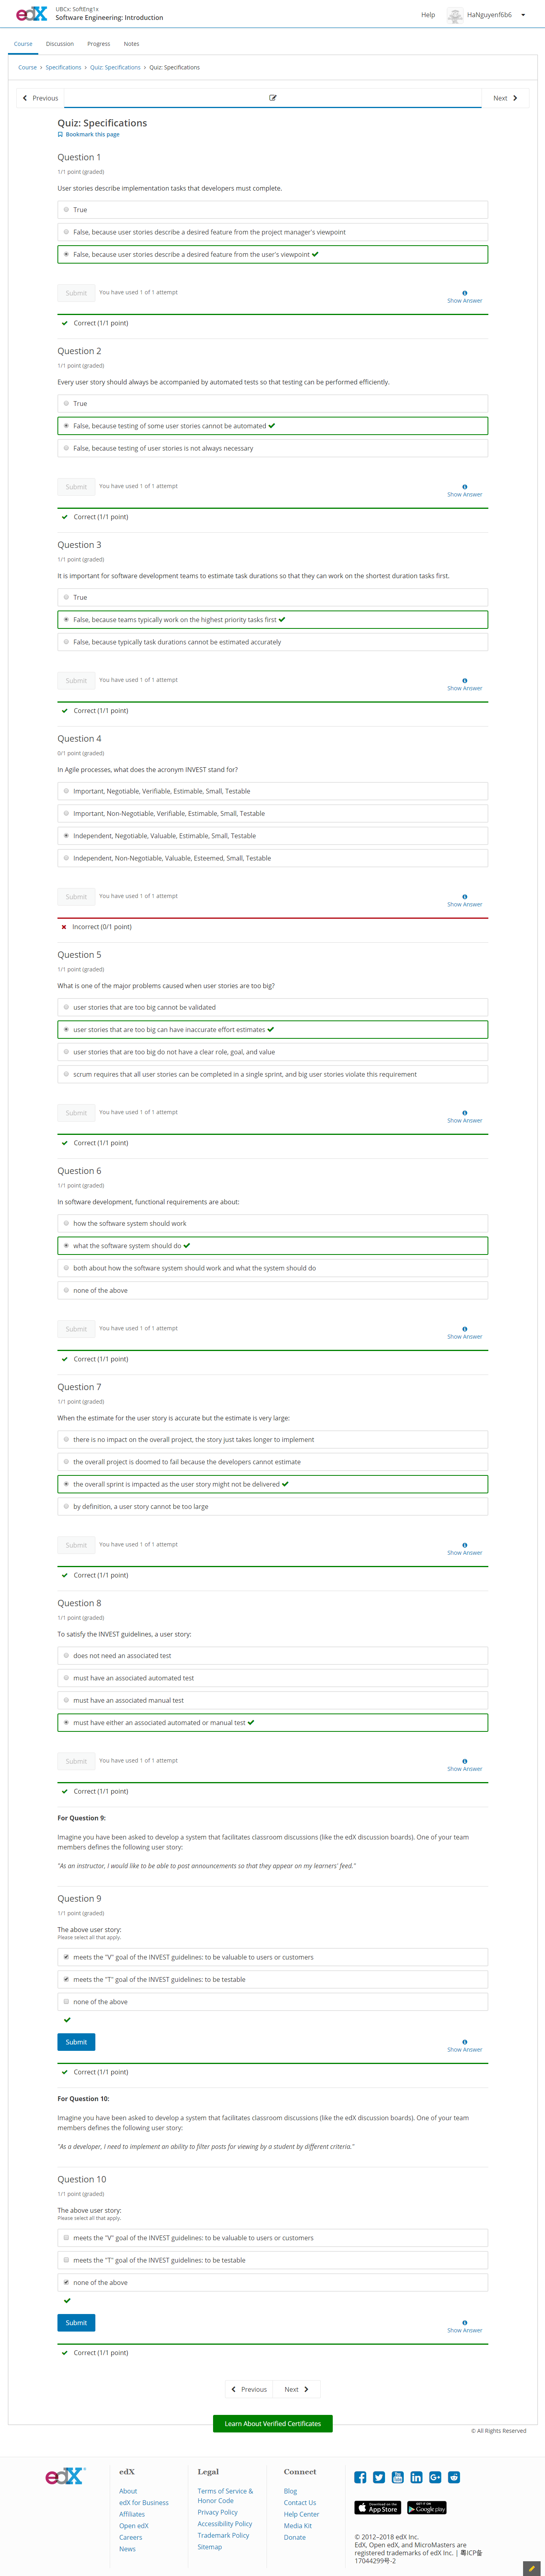 edX
UBCx: SoftEng1x
Software Engineering: Introduction
Help
HaNguyenf6b6
Course Discussion Progress Notes
Course > Specifications > Quiz: Specifications > Quiz: Specifications
Previous Next
Quiz: Specifications
Bookmark this page
Question 1
1/1 point (graded)
User stories describe implementation tasks that developers must complete.
True
False, because user stories describe a desired feature from the project manager's viewpoint
False, because user stories describe a desired feature from the user's viewpoint ✔
Submit You have used 1 of 1 attempt
Show Answer
✔ Correct (1/1 point)
Question 2
1/1 point (graded)
Every user story should always be accompanied by automated tests so that testing can be performed efficiently.
True
False, because testing of some user stories cannot be automated ✔
False, because testing of user stories is not always necessary
Submit You have used 1 of 1 attempt
Show Answer
✔ Correct (1/1 point)
Question 3
1/1 point (graded)
It is important for software development teams to estimate task durations so that they can work on the shortest duration tasks first.
True
False, because teams typically work on the highest priority tasks first ✔
False, because typically task durations cannot be estimated accurately
Submit You have used 1 of 1 attempt
Show Answer
✔ Correct (1/1 point)
Question 4
0/1 point (graded)
In Agile processes, what does the acronym INVEST stand for?
Important, Negotiable, Verifiable, Estimable, Small, Testable
Important, Non-Negotiable, Verifiable, Estimable, Small, Testable
Independent, Negotiable, Valuable, Estimable, Small, Testable
Independent, Non-Negotiable, Valuable, Esteemed, Small, Testable
Submit You have used 1 of 1 attempt
Show Answer
✖ Incorrect (0/1 point)
Question 5
1/1 point (graded)
What is one of the major problems caused when user stories are too big?
user stories that are too big cannot be validated
user stories that are too big can have inaccurate effort estimates ✔
user stories that are too big do not have a clear role, goal, and value
scrum requires that all user stories can be completed in a single sprint, and big user stories violate this requirement
Submit You have used 1 of 1 attempt
Show Answer
✔ Correct (1/1 point)
Question 6
1/1 point (graded)
In software development, functional requirements are about:
how the software system should work
what the software system should do ✔
both about how the software system should work and what the system should do
none of the above
Submit You have used 1 of 1 attempt
Show Answer
✔ Correct (1/1 point)
Question 7
1/1 point (graded)
When the estimate for the user story is accurate but the estimate is very large:
there is no impact on the overall project, the story just takes longer to implement
the overall project is doomed to fail because the developers cannot estimate
the overall sprint is impacted as the user story might not be delivered ✔
by definition, a user story cannot be too large
Submit You have used 1 of 1 attempt
Show Answer
✔ Correct (1/1 point)
Question 8
1/1 point (graded)
To satisfy the INVEST guidelines, a user story:
does not need an associated test
must have an associated automated test
must have an associated manual test
must have either an associated automated or manual test ✔
Submit You have used 1 of 1 attempt
Show Answer
✔ Correct (1/1 point)
For Question 9:
Imagine you have been asked to develop a system that facilitates classroom discussions (like the edX discussion boards). One of your team
members defines the following user story:
"As an instructor, I would like to be able to post announcements so that they appear on my learners' feed."
Question 9
1/1 point (graded)
The above user story:
Please select all that apply.
meets the "V" goal of the INVEST guidelines: to be valuable to users or customers
meets the "T" goal of the INVEST guidelines: to be testable
none of the above
✔
Submit
Show Answer
✔ Correct (1/1 point)
For Question 10:
Imagine you have been asked to develop a system that facilitates classroom discussions (like the edX discussion boards). One of your team
members defines the following user story:
"As a developer, I need to implement an ability to filter posts for viewing by a student by different criteria."
Question 10
1/1 point (graded)
The above user story:
Please select all that apply.
meets the "V" goal of the INVEST guidelines: to be valuable to users or customers
meets the "T" goal of the INVEST guidelines: to be testable
none of the above
✔
Submit
Show Answer
✔ Correct (1/1 point)
Previous Next
Learn About Verified Certificates
© All Rights Reserved
edX
edX
About
edX for Business
Affiliates
Open edX
Careers
News
Legal
Terms of Service &
Honor Code
Privacy Policy
Accessibility Policy
Trademark Policy
Sitemap
Connect
Blog
Contact Us
Help Center
Media Kit
Donate
Download on the App Store
GET IT ON Google play
© 2012–2018 edX Inc.
EdX, Open edX, and MicroMasters are
registered trademarks of edX Inc. | 粤ICP备
17044299号-2